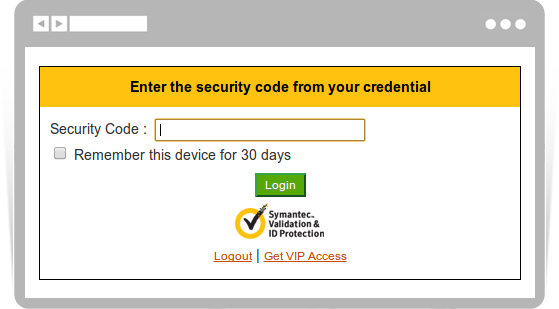 Enter the security code from your credential
Security Code :
Remember this device for 30 days
Login
Symantec™
Validation &
ID Protection
Logout | Get VIP Access